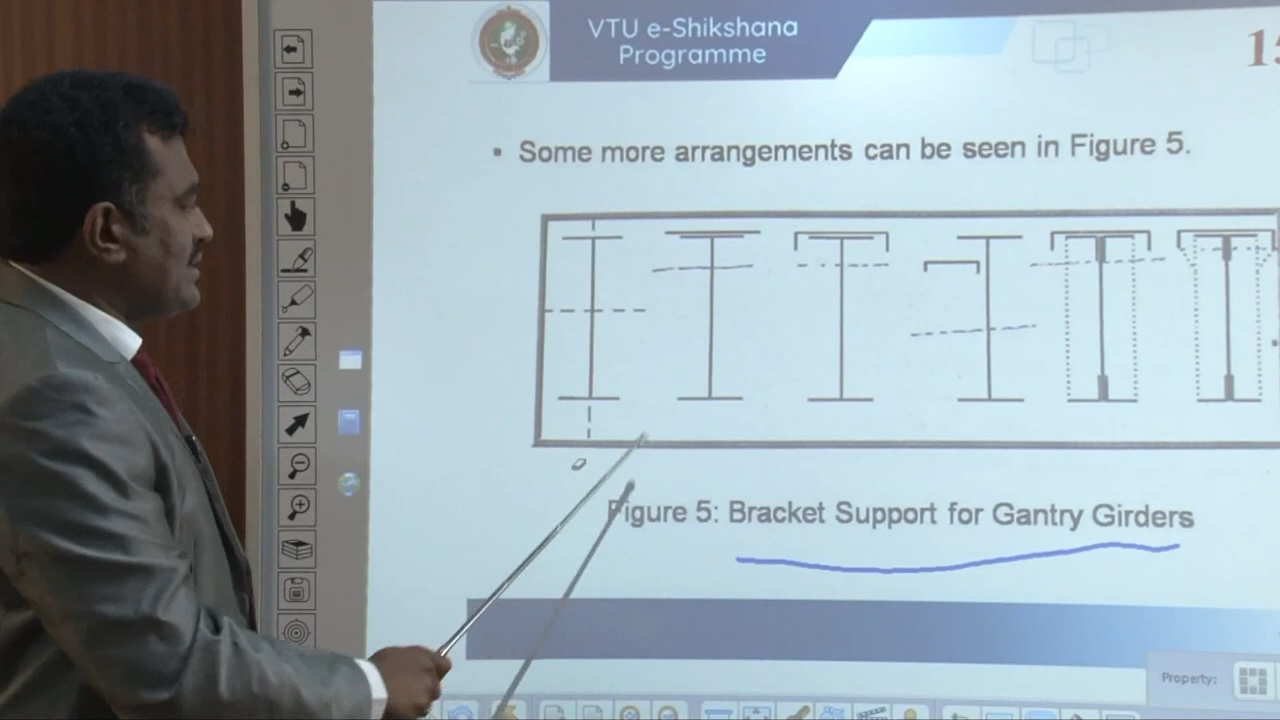 VTU e-Shikshana
Programme
15
• Some more arrangements can be seen in Figure 5.
Figure 5: Bracket Support for Gantry Girders
Property: